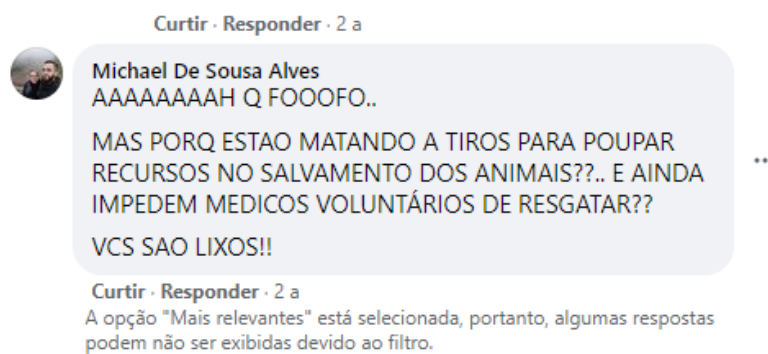 Curtir · Responder · 2 a
Michael De Sousa Alves
AAAAAAAAH Q FOOOFO..
MAS PORQ ESTAO MATANDO A TIROS PARA POUPAR
RECURSOS NO SALVAMENTO DOS ANIMAIS??.. E AINDA
IMPEDEM MEDICOS VOLUNTÁRIOS DE RESGATAR??
VCS SAO LIXOS!!
Curtir · Responder · 2 a
A opção "Mais relevantes" está selecionada, portanto, algumas respostas
podem não ser exibidas devido ao filtro.